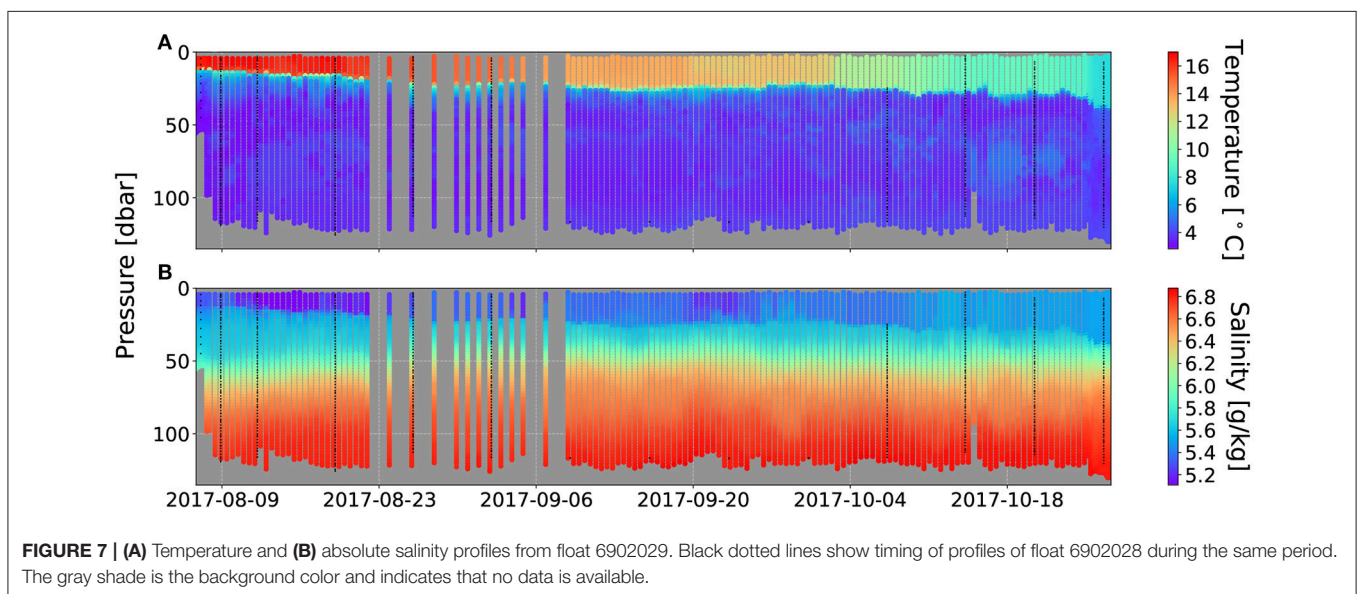 A
0
50
100
Temperature [°C]
16
14
12
10
8
6
4
Pressure [dbar]
B
0
50
100
Salinity [g/kg]
6.8
6.6
6.4
6.2
6.0
5.8
5.6
5.4
5.2
2017-08-09 2017-08-23 2017-09-06 2017-09-20 2017-10-04 2017-10-18
FIGURE 7 | (A) Temperature and (B) absolute salinity profiles from float 6902029. Black dotted lines show timing of profiles of float 6902028 during the same period.
The gray shade is the background color and indicates that no data is available.